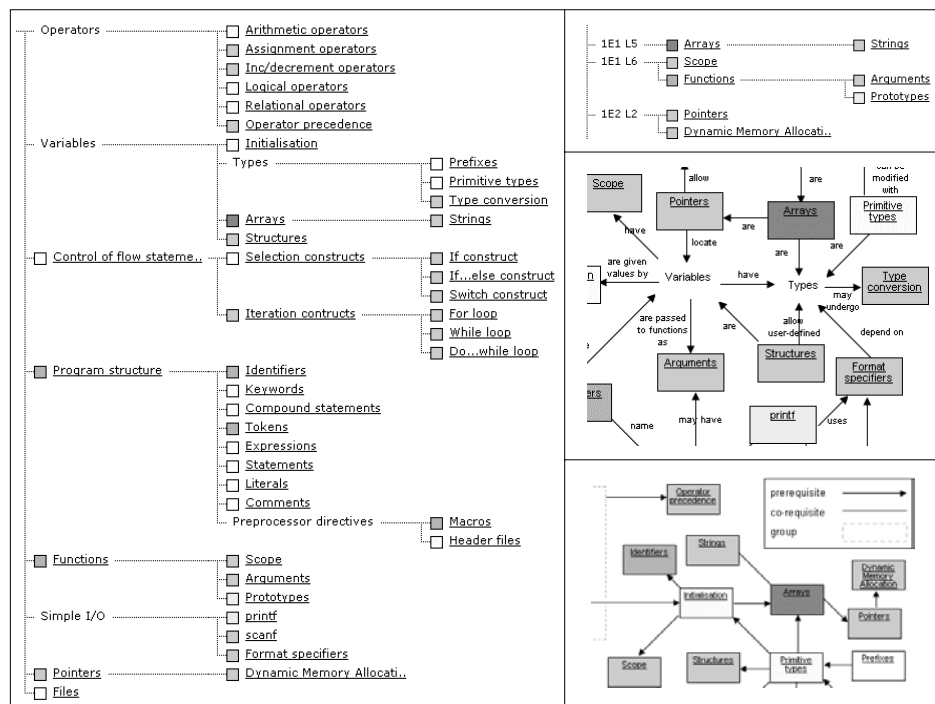 Operators
Arithmetic operators
Assignment operators
Inc/decrement operators
Logical operators
Relational operators
Operator precedence
Variables
Initialisation
Types
Prefixes
Primitive types
Type conversion
Arrays
Strings
Structures
Control of flow stateme..
Selection constructs
If construct
If...else construct
Switch construct
Iteration contructs
For loop
While loop
Do...while loop
Program structure
Identifiers
Keywords
Compound statements
Tokens
Expressions
Statements
Literals
Comments
Preprocessor directives
Macros
Header files
Functions
Scope
Arguments
Prototypes
Simple I/O
printf
scanf
Format specifiers
Pointers
Dynamic Memory Allocati..
Files
1E1 L5
Arrays
Strings
1E1 L6
Scope
Functions
Arguments
Prototypes
1E2 L2
Pointers
Dynamic Memory Allocati..
can be
modified
with
allow
are
Scope
Pointers
Arrays
Primitive
types
have
are
are
are
locate
are given
values by
Variables
have
Types
Type
conversion
may
undergo
are passed
to functions
as
are
allow
user-defined
depend on
Arguments
Structures
Format
specifiers
ers
name
may have
printf
uses
Operator
precedence
prerequisite
co-requisite
group
Identifiers
Strings
Dynamic
Memory
Allocation
Initialisation
Arrays
Pointers
Scope
Structures
Primitive
types
Prefixes